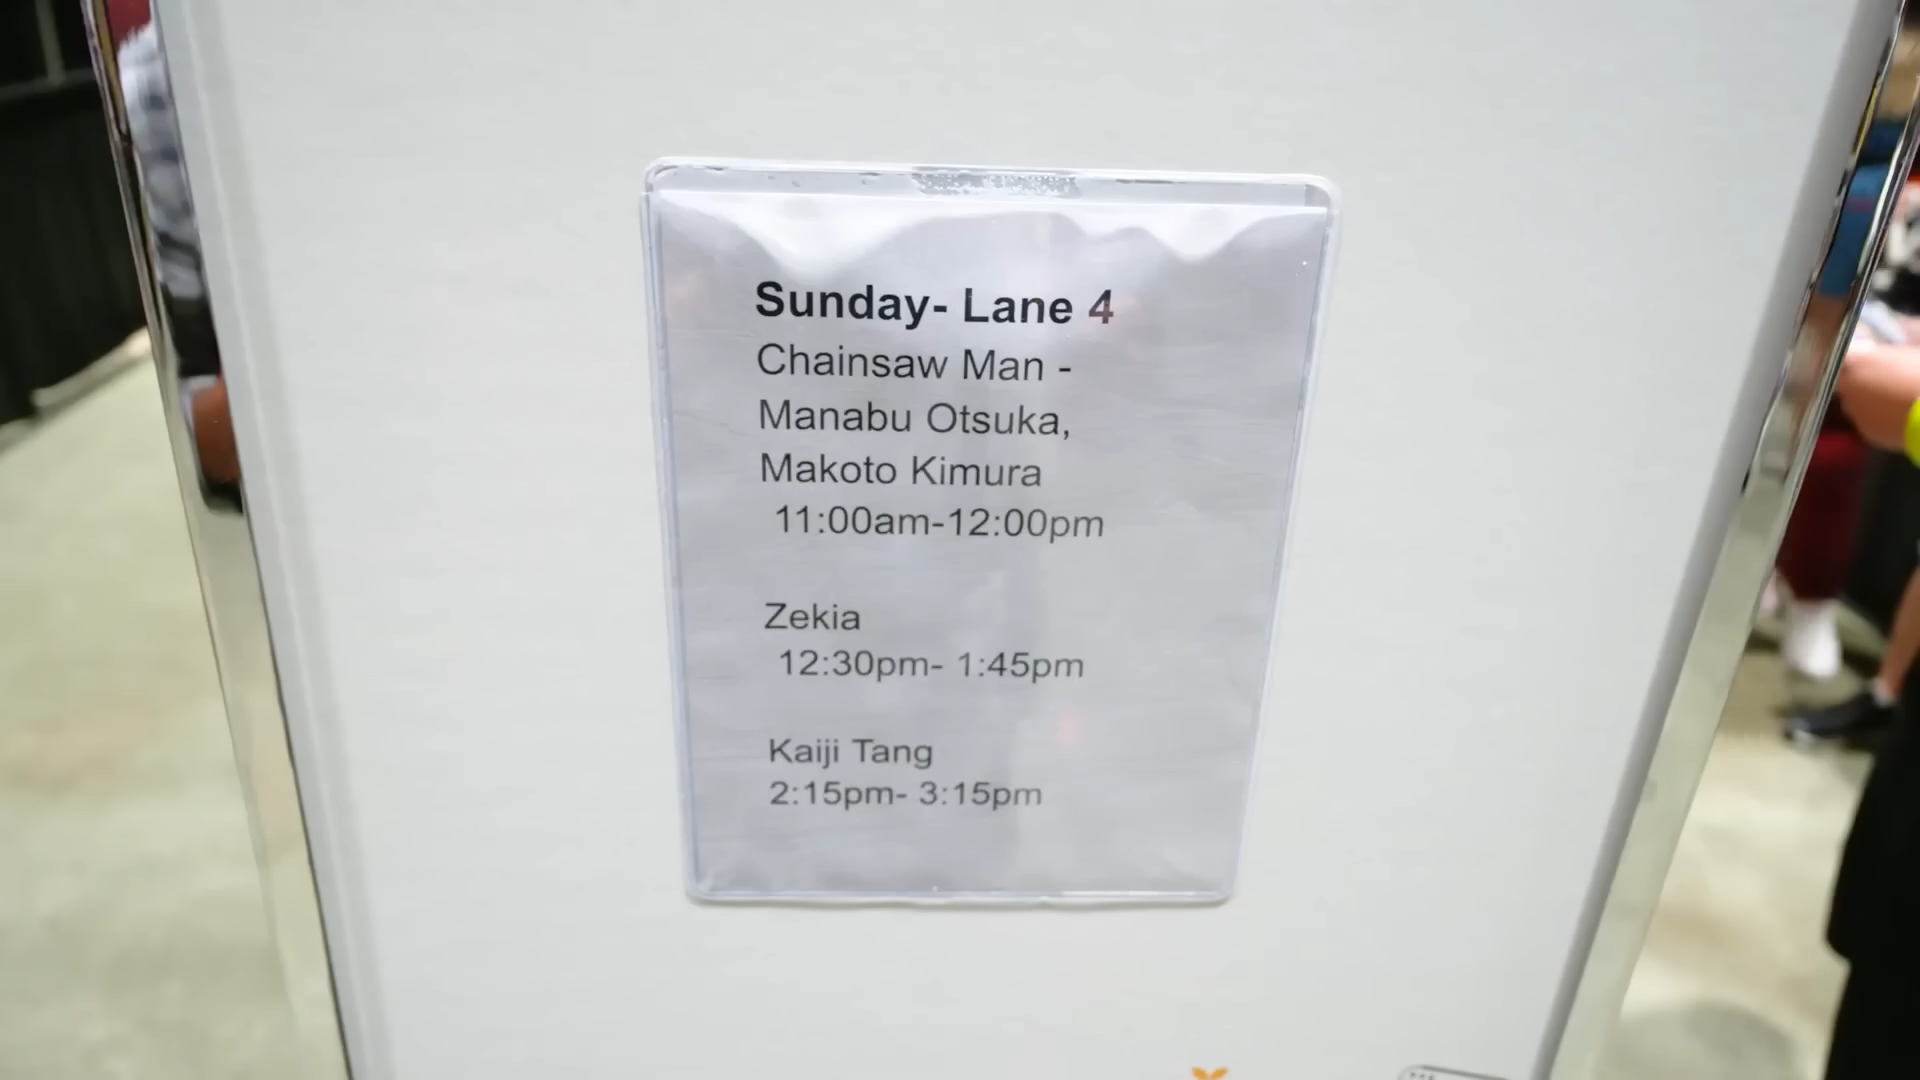 Sunday- Lane 4
Chainsaw Man -
Manabu Otsuka,
Makoto Kimura
11:00am-12:00pm
Zekia
12:30pm- 1:45pm
Kaiji Tang
2:15pm- 3:15pm